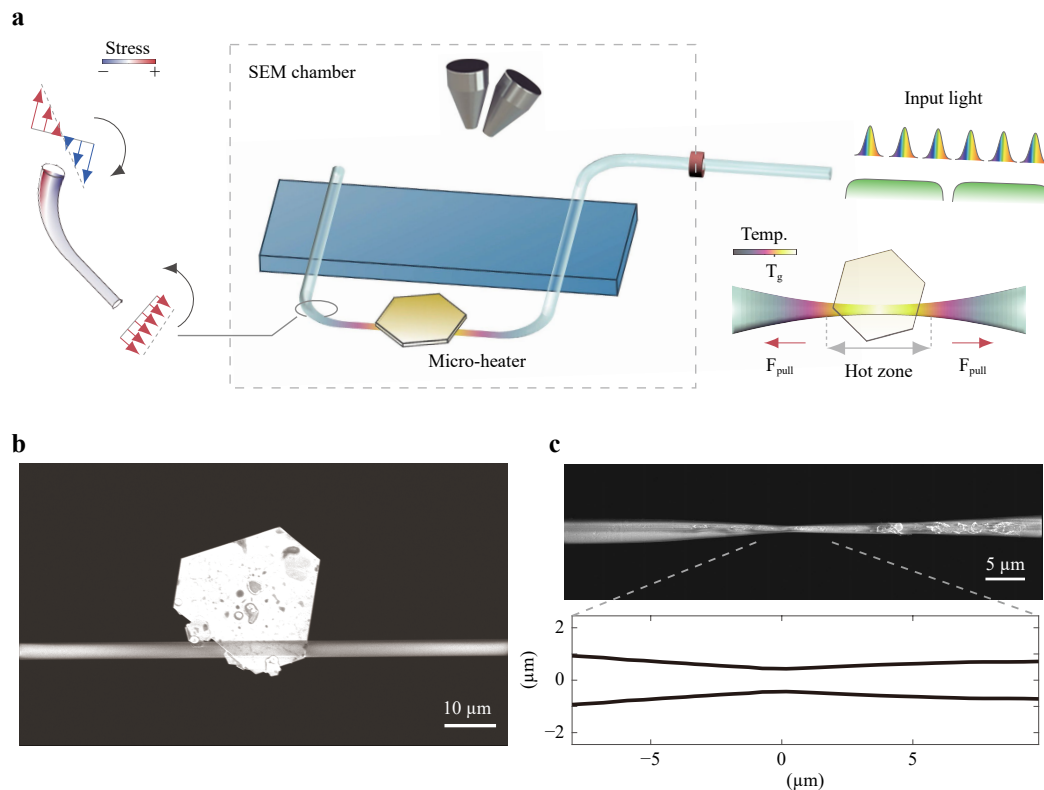 a
Stress
− +
SEM chamber
Input light
Micro-heater
Temp.
Tg
Fpull Hot zone Fpull
b
10 μm
c
5 μm
2
0
−2
(μm)
−5 0 5
(μm)